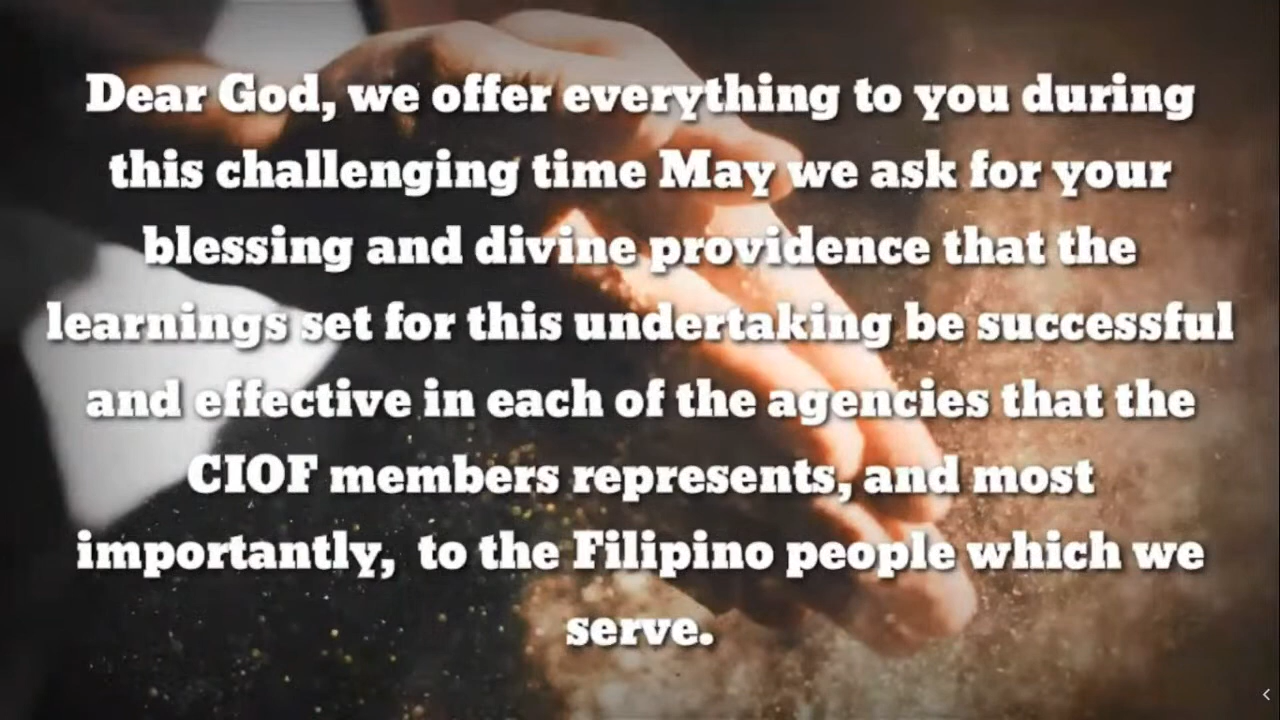 Dear God, we offer everything to you during
this challenging time May we ask for your
blessing and divine providence that the
learnings set for this undertaking be successful
and effective in each of the agencies that the
CIOF members represents, and most
importantly,  to the Filipino people which we
serve.